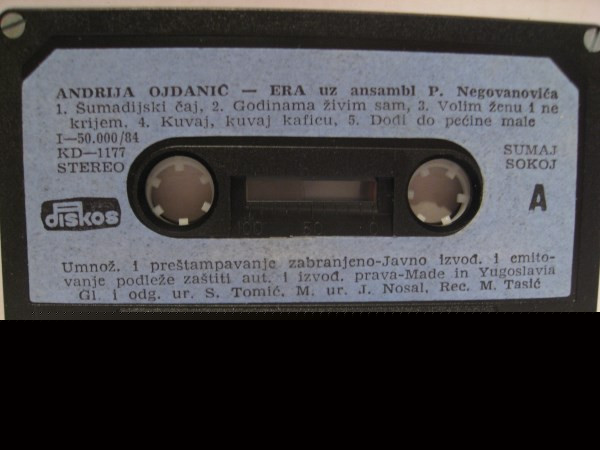 ANDRIJA OJDANIĆ — ERA uz ansambl P. Negovanovića
1. Šumadijski čaj, 2. Godinama živim sam, 3. Volim ženu i ne
krijem. 4. Kuvaj, kuvaj kaficu, 5. Dođi do pećine male
I—50.000/84
KD—1177
STEREO
SUMAJ
SOKOJ
A
diskos
100 50 0
Umnož. i preštampavanje zabranjeno-Javno izvođ. i emito-
vanje podleže zaštiti aut. i izvođ. prava-Made in Yugoslavia
Gl. i odg. ur. S. Tomić, M. ur. J. Nosal, Rec. M. Tasić